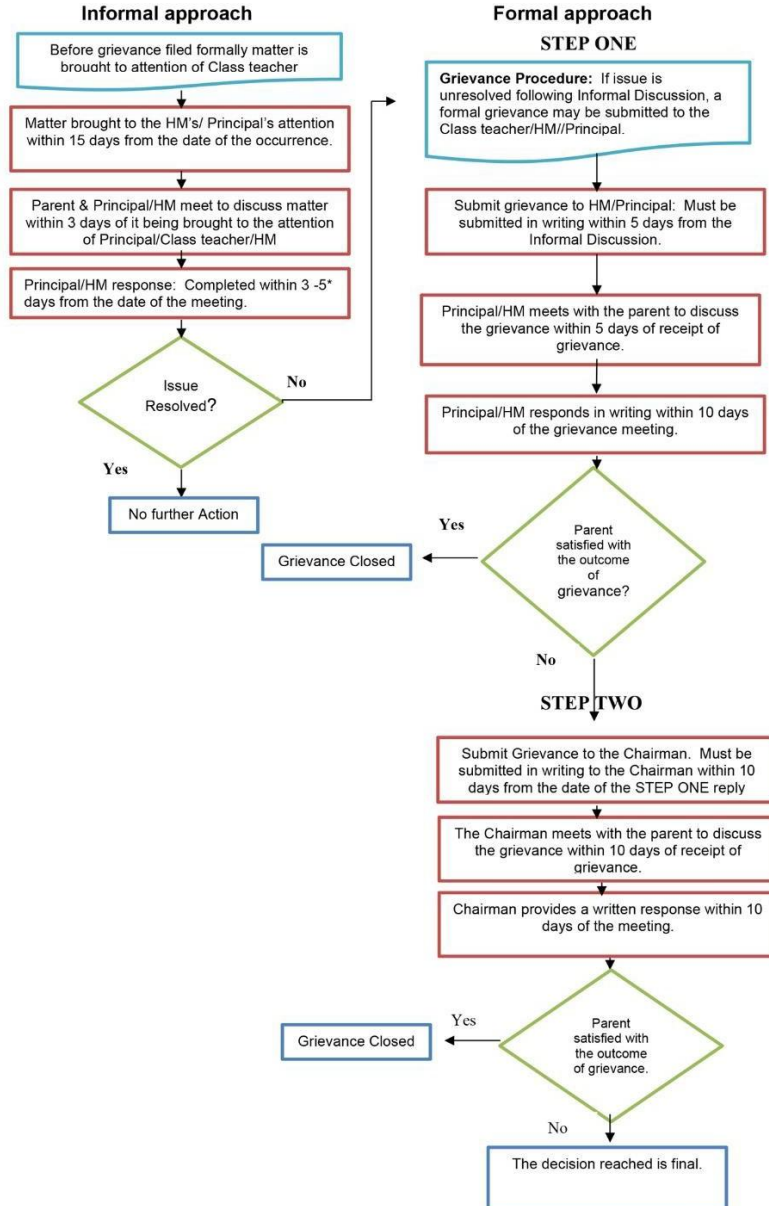 Informal approach
Before grievance filed formally matter is
brought to attention of Class teacher
Matter brought to the HM's/ Principal's attention
within 15 days from the date of the occurrence.
Parent & Principal/HM meet to discuss matter
within 3 days of it being brought to the attention
of Principal/Class teacher/HM
Principal/HM response: Completed within 3 -5*
days from the date of the meeting.
Issue
Resolved?
No
Yes
No further Action
Formal approach
STEP ONE
Grievance Procedure: If issue is
unresolved following Informal Discussion, a
formal grievance may be submitted to the
Class teacher/HM//Principal.
Submit grievance to HM/Principal: Must be
submitted in writing within 5 days from the
Informal Discussion.
Principal/HM meets with the parent to discuss
the grievance within 5 days of receipt of
grievance.
Principal/HM responds in writing within 10 days
of the grievance meeting.
Parent
satisfied with
the outcome
of
grievance?
Yes
Grievance Closed
No
STEP TWO
Submit Grievance to the Chairman. Must be
submitted in writing to the Chairman within 10
days from the date of the STEP ONE reply
The Chairman meets with the parent to discuss
the grievance within 10 days of receipt of
grievance.
Chairman provides a written response within 10
days of the meeting.
Parent
satisfied with
the outcome
of grievance.
Yes
Grievance Closed
No
The decision reached is final.